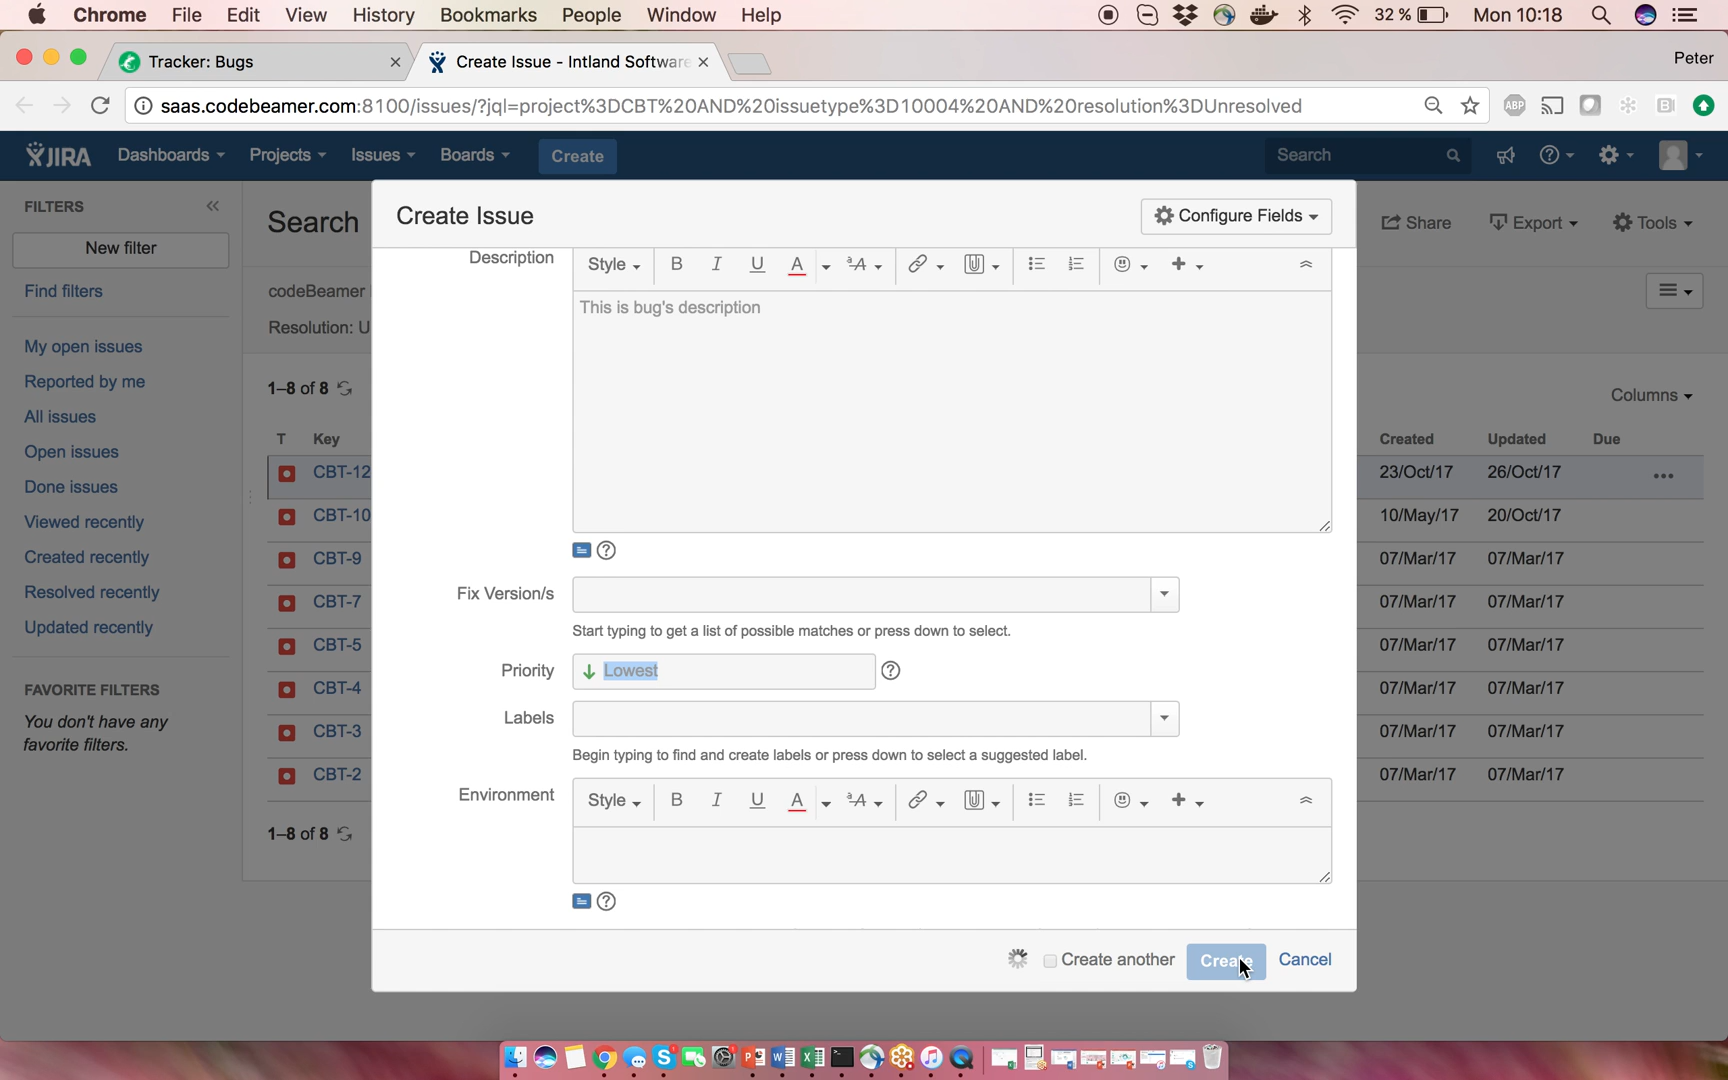 Chrome File Edit View History Bookmarks People Window Help 32 % Mon 10:18
Tracker: Bugs Create Issue - Intland Software Peter
saas.codebeamer.com:8100/issues/?jql=project%3DCBT%20AND%20issuetype%3D10004%20AND%20resolution%3DUnresolved ABP
JIRA Dashboards Projects Issues Boards Create Search
FILTERS
New filter
Find filters
My open issues
Reported by me
All issues
Open issues
Done issues
Viewed recently
Created recently
Resolved recently
Updated recently
FAVORITE FILTERS
You don't have any
favorite filters.
Search
codeBeamer
Resolution: U
1–8 of 8
T Key
CBT-12
CBT-10
CBT-9
CBT-7
CBT-5
CBT-4
CBT-3
CBT-2
1–8 of 8
Create Issue Configure Fields
Description Style B I U A
This is bug's description
Fix Version/s
Start typing to get a list of possible matches or press down to select.
Priority Lowest
Labels
Begin typing to find and create labels or press down to select a suggested label.
Environment Style B I U A
Create another Create Cancel
Share Export Tools
Columns
Created Updated Due
23/Oct/17 26/Oct/17
10/May/17 20/Oct/17
07/Mar/17 07/Mar/17
07/Mar/17 07/Mar/17
07/Mar/17 07/Mar/17
07/Mar/17 07/Mar/17
07/Mar/17 07/Mar/17
07/Mar/17 07/Mar/17